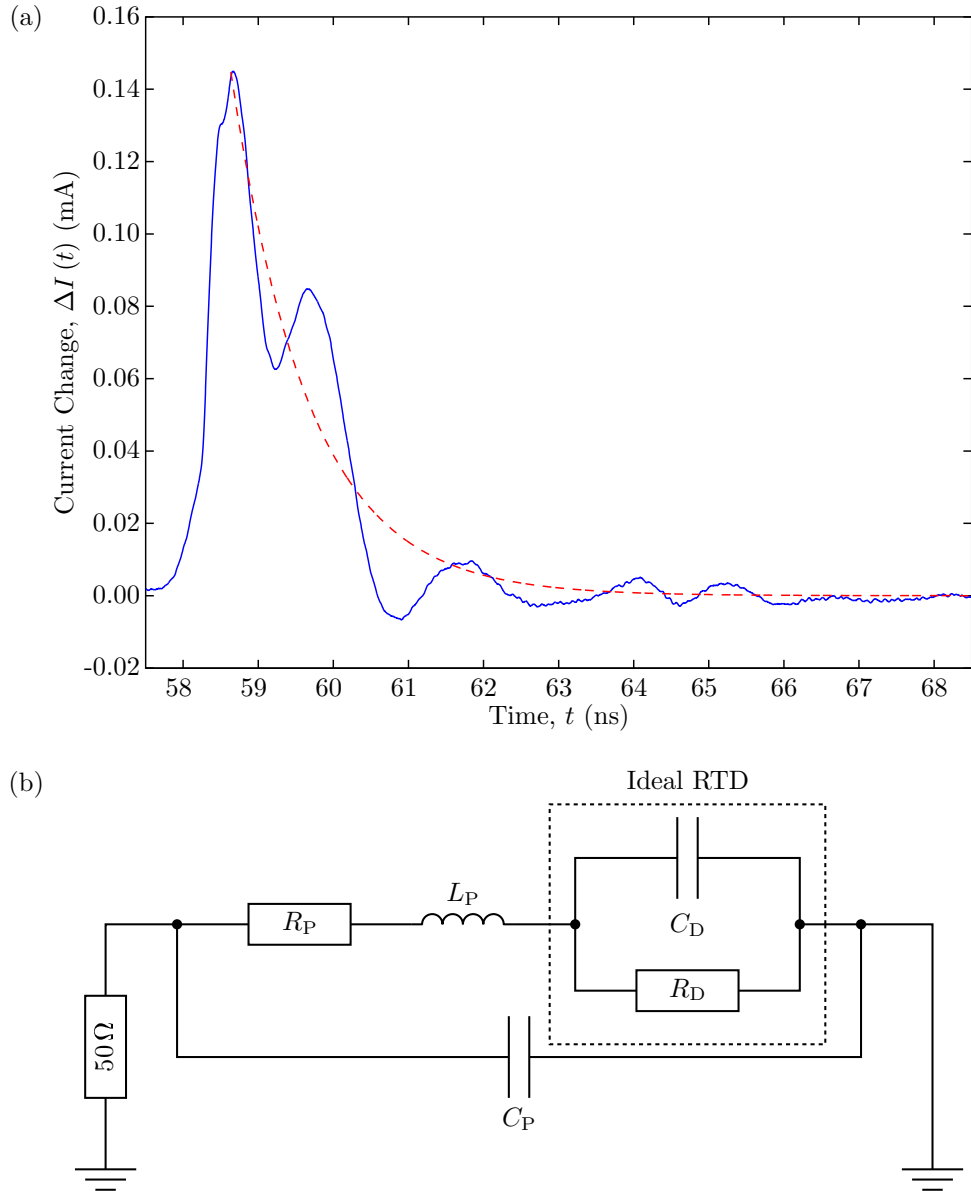 (a)
0.16
0.14
0.12
0.10
0.08
0.06
0.04
0.02
0.00
-0.02
Current Change, ΔI (t) (mA)
58 59 60 61 62 63 64 65 66 67 68
Time, t (ns)
(b)
Ideal RTD
L_P
R_P
C_D
R_D
50 Ω
C_P